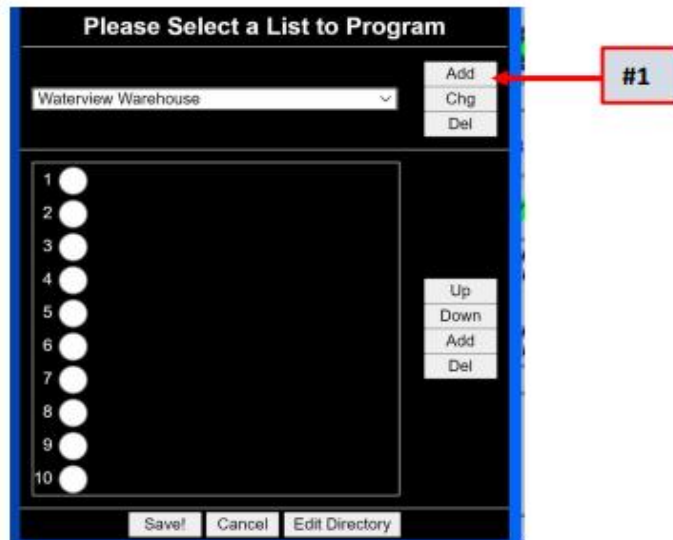 Please Select a List to Program
Add
#1
Waterview Warehouse
Chg
Del
1
2
3
4
Up
5
Down
6
Add
Del
7
8
9
10
Save! Cancel Edit Directory